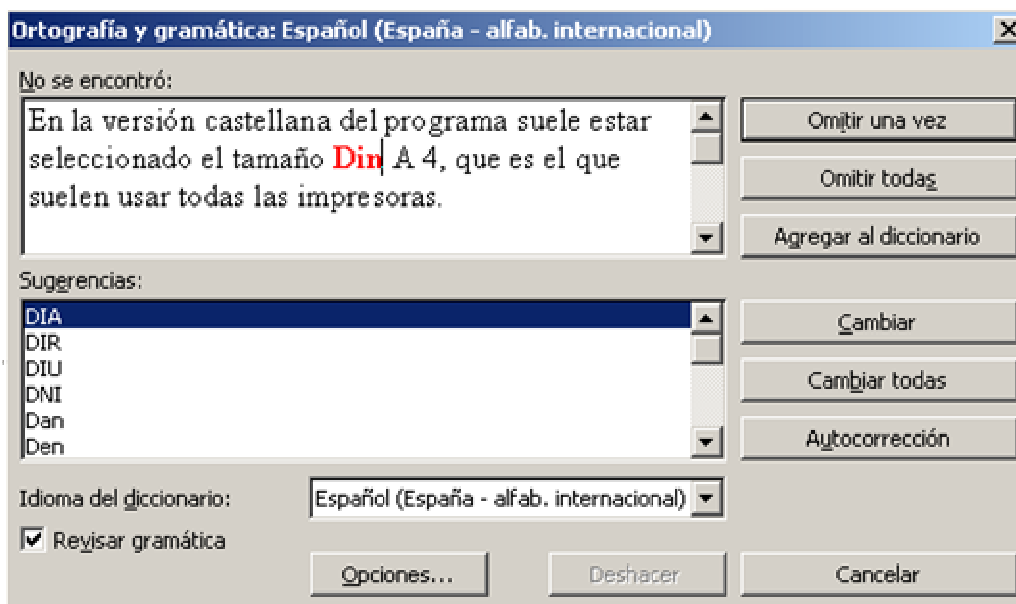 Ortografía y gramática: Español (España - alfab. internacional)
No se encontró:
En la versión castellana del programa suele estar
seleccionado el tamaño Din A 4, que es el que
suelen usar todas las impresoras.
Omitir una vez
Omitir todas
Agregar al diccionario
Sugerencias:
DIA
DIR
DIU
DNI
Dan
Den
Cambiar
Cambiar todas
Autocorrección
Idioma del diccionario:
Español (España - alfab. internacional)
Revisar gramática
Opciones...
Deshacer
Cancelar